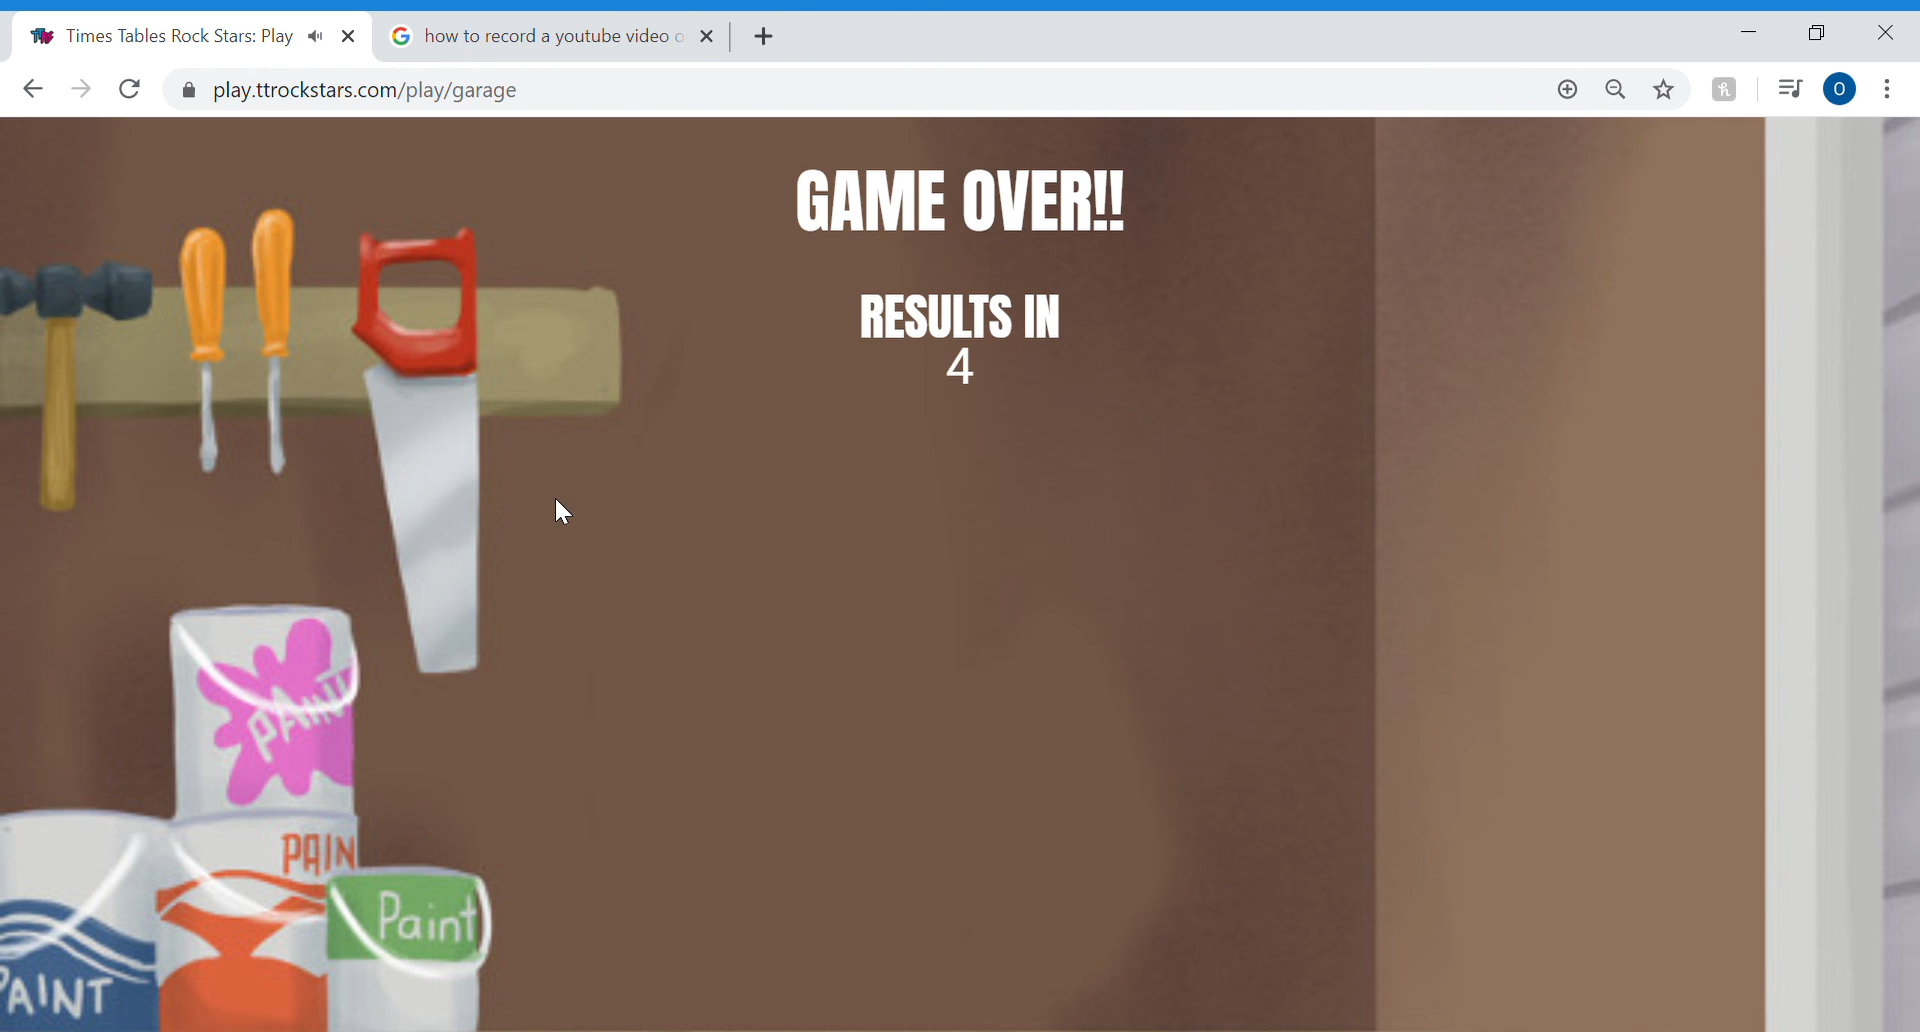 Times Tables Rock Stars: Play
how to record a youtube video o
play.ttrockstars.com/play/garage
O
GAME OVER!!
RESULTS IN
4
PAINT
PAIN
Paint
PAINT